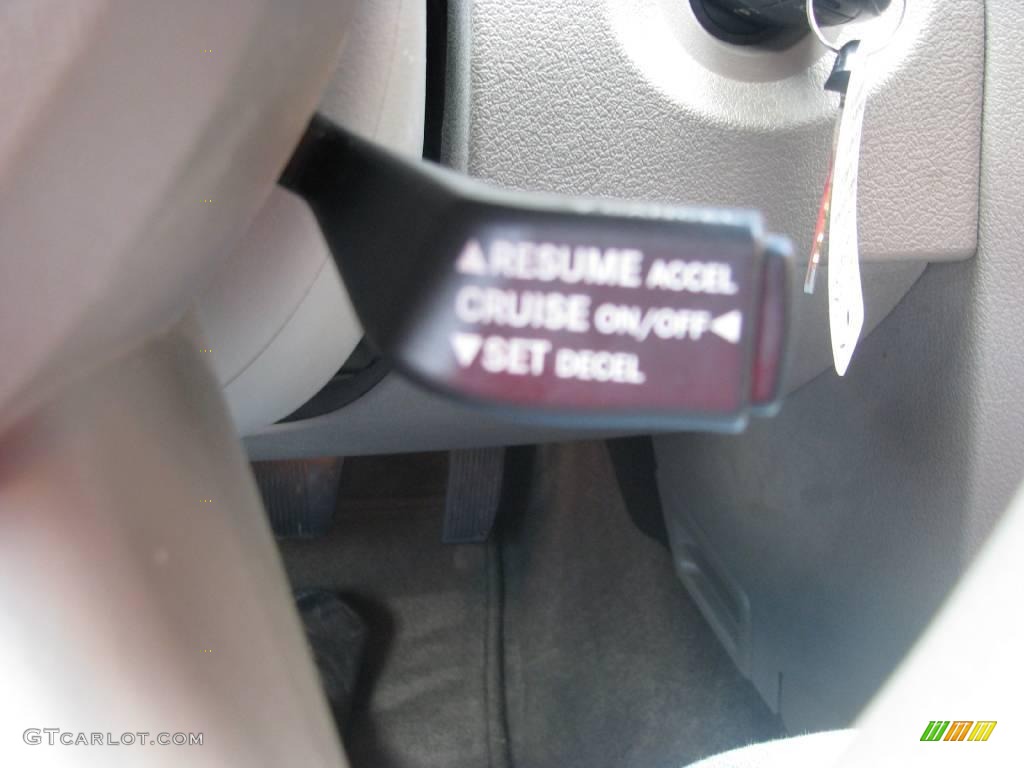 ▲RESUME ACCEL
CRUISE ON/OFF◄
▼SET DECEL
GTCARLOT.COM